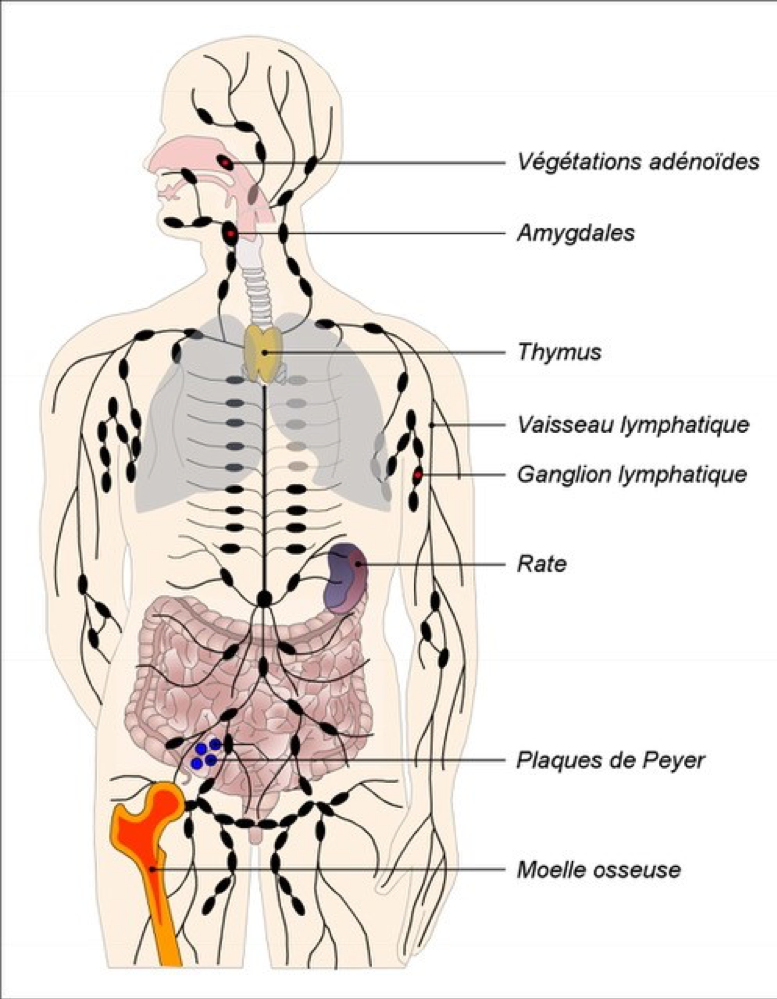 Végétations adénoïdes
Amygdales
Thymus
Vaisseau lymphatique
Ganglion lymphatique
Rate
Plaques de Peyer
Moelle osseuse